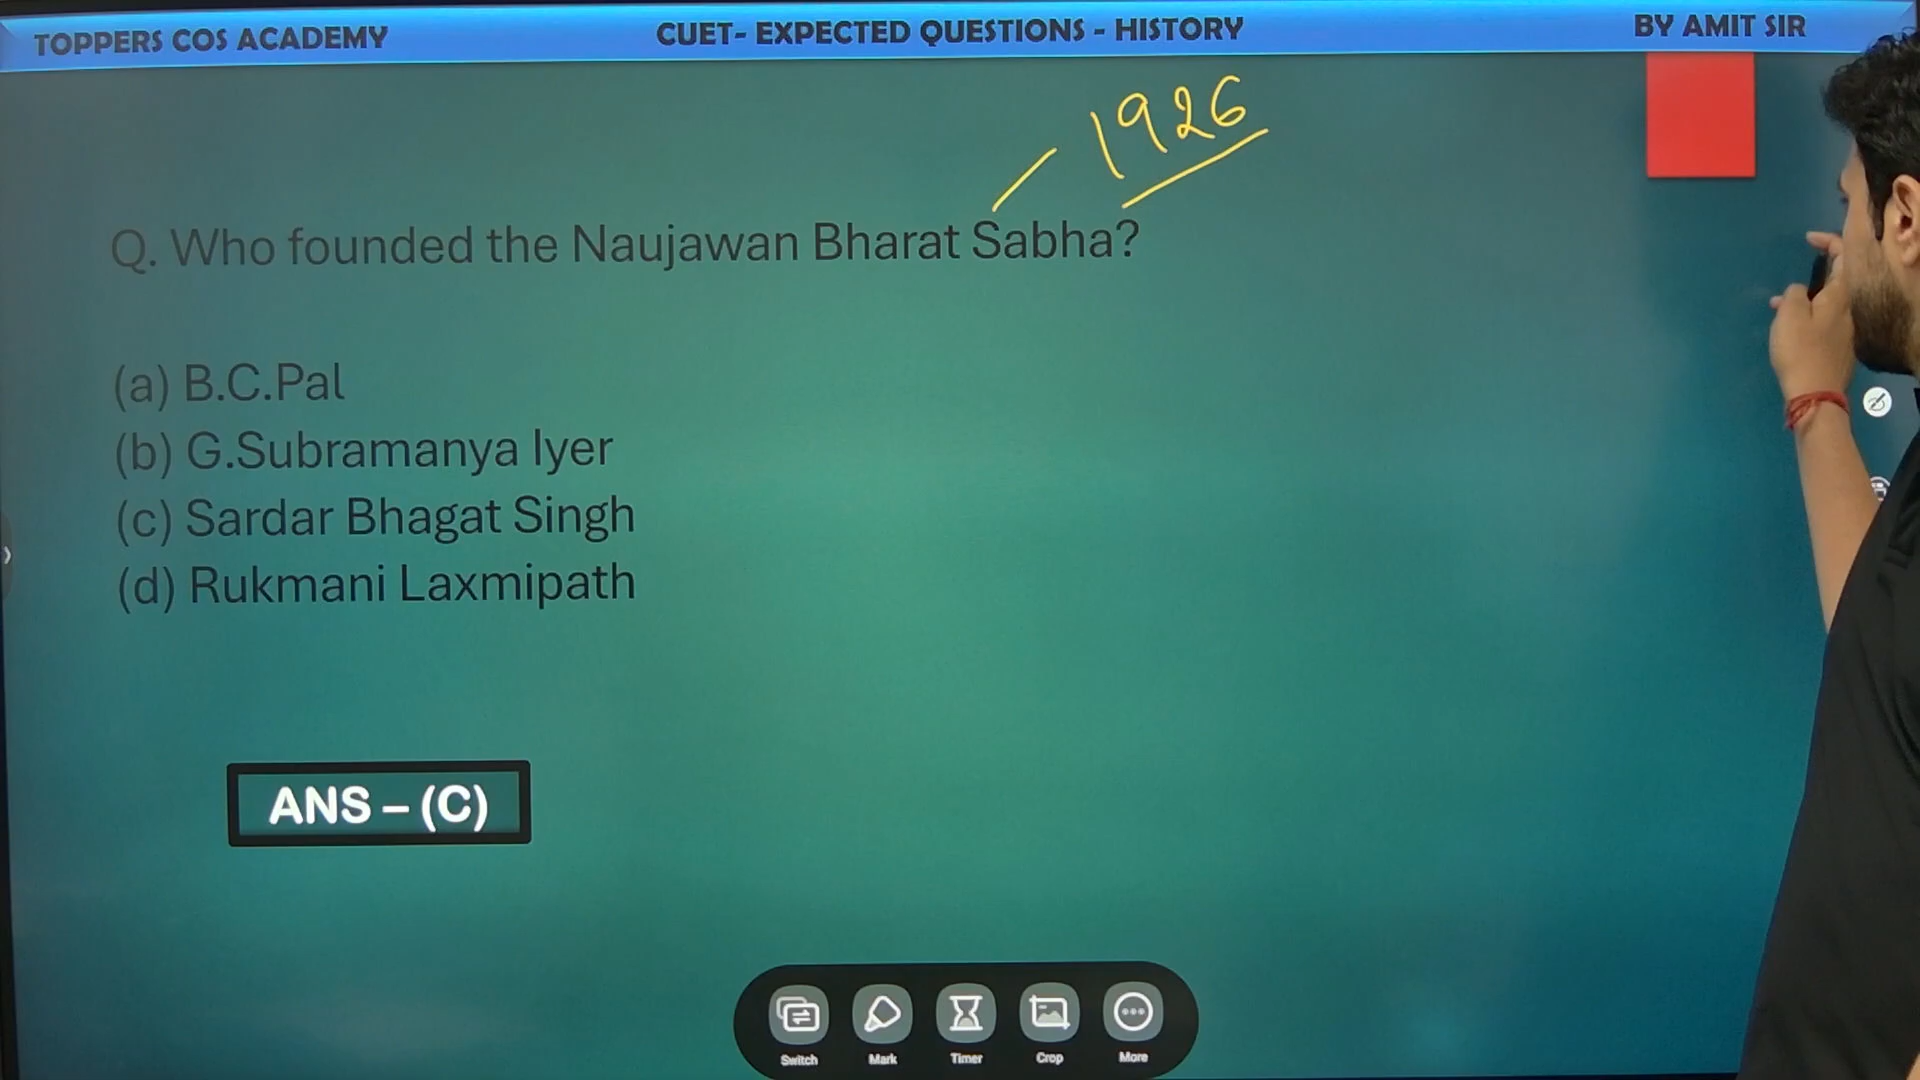 TOPPERS COS ACADEMY
CUET- EXPECTED QUESTIONS - HISTORY
BY AMIT SIR
1926
Q. Who founded the Naujawan Bharat Sabha?
(a) B.C.Pal
(b) G.Subramanya Iyer
(c) Sardar Bhagat Singh
(d) Rukmani Laxmipath
ANS – (C)
Switch
Mark
Timer
Crop
More